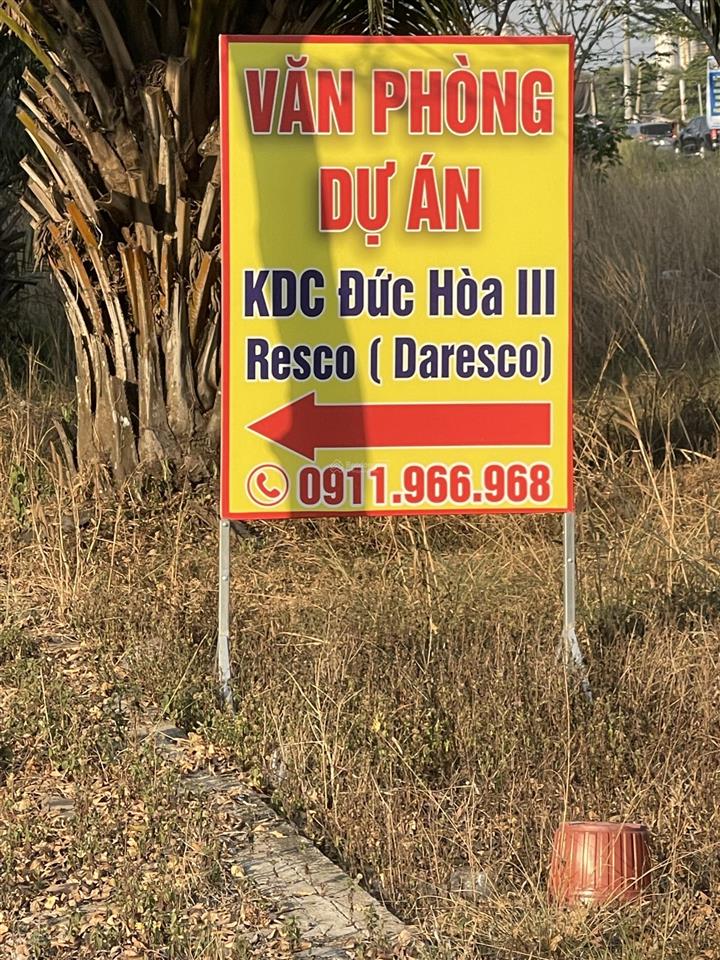 VĂN PHÒNG
DỰ ÁN
KDC Đức Hòa III
Resco ( Daresco)
0911.966.968